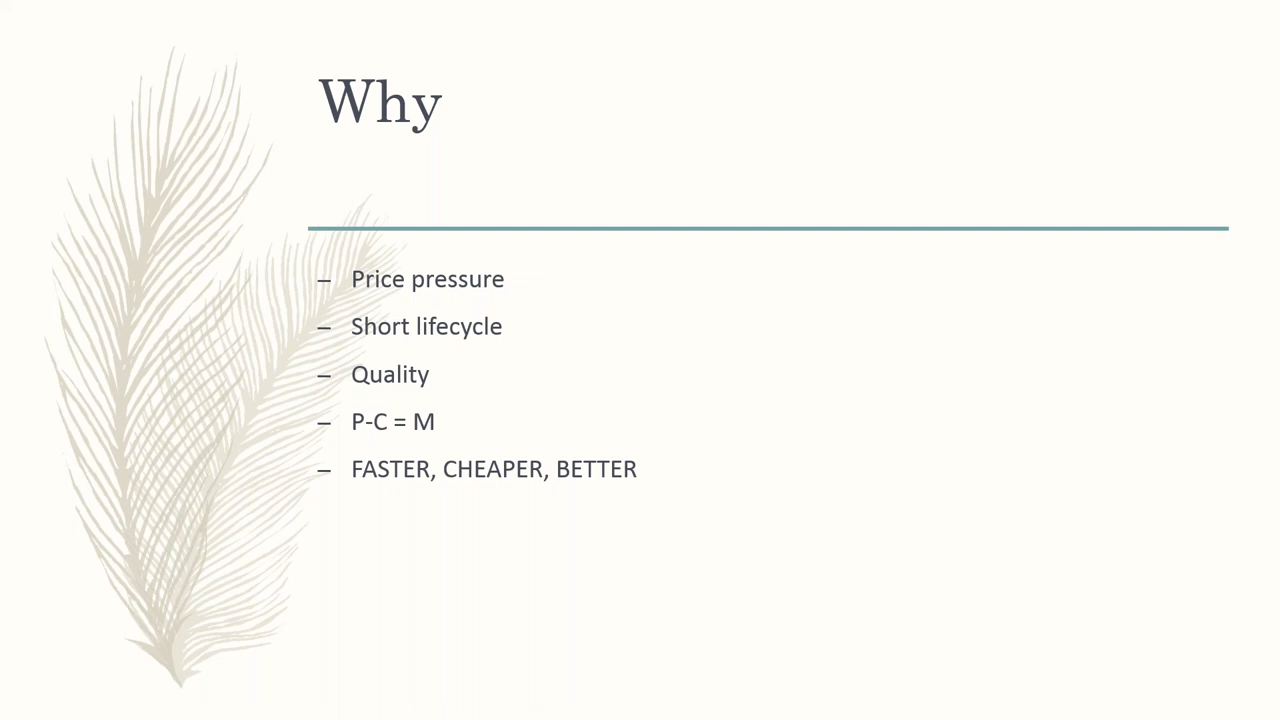 Why
– Price pressure
– Short lifecycle
– Quality
– P-C = M
– FASTER, CHEAPER, BETTER